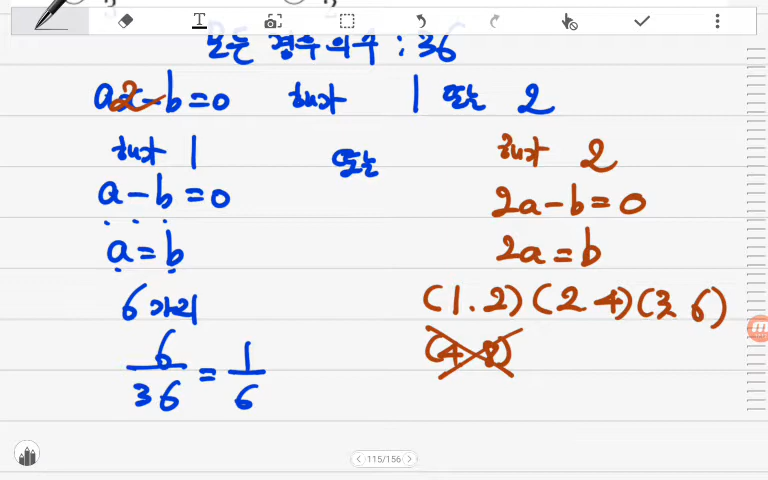 모든 경우의 수 : 36
ax-b=0 해가 1 또는 2
해가 1 또는 해가 2
a-b=0 2a-b=0
a=b 2a=b
6가지 (1.2)(2 4)(3 6)
(4 8)
6/36 = 1/6
115/156